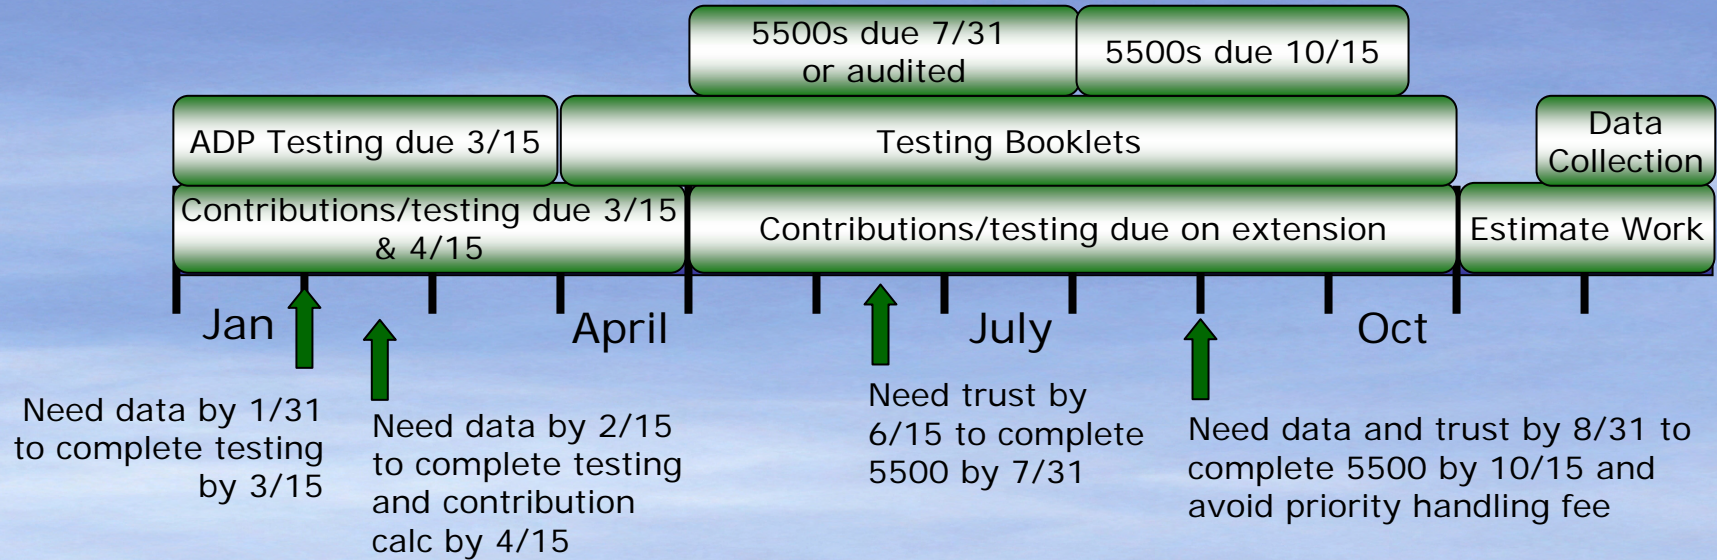 5500s due 7/31
or audited
5500s due 10/15
ADP Testing due 3/15
Testing Booklets
Data
Collection
Contributions/testing due 3/15
& 4/15
Contributions/testing due on extension
Estimate Work
Jan
April
July
Oct
Need data by 1/31
to complete testing
by 3/15
Need data by 2/15
to complete testing
and contribution
calc by 4/15
Need trust by
6/15 to complete
5500 by 7/31
Need data and trust by 8/31 to
complete 5500 by 10/15 and
avoid priority handling fee